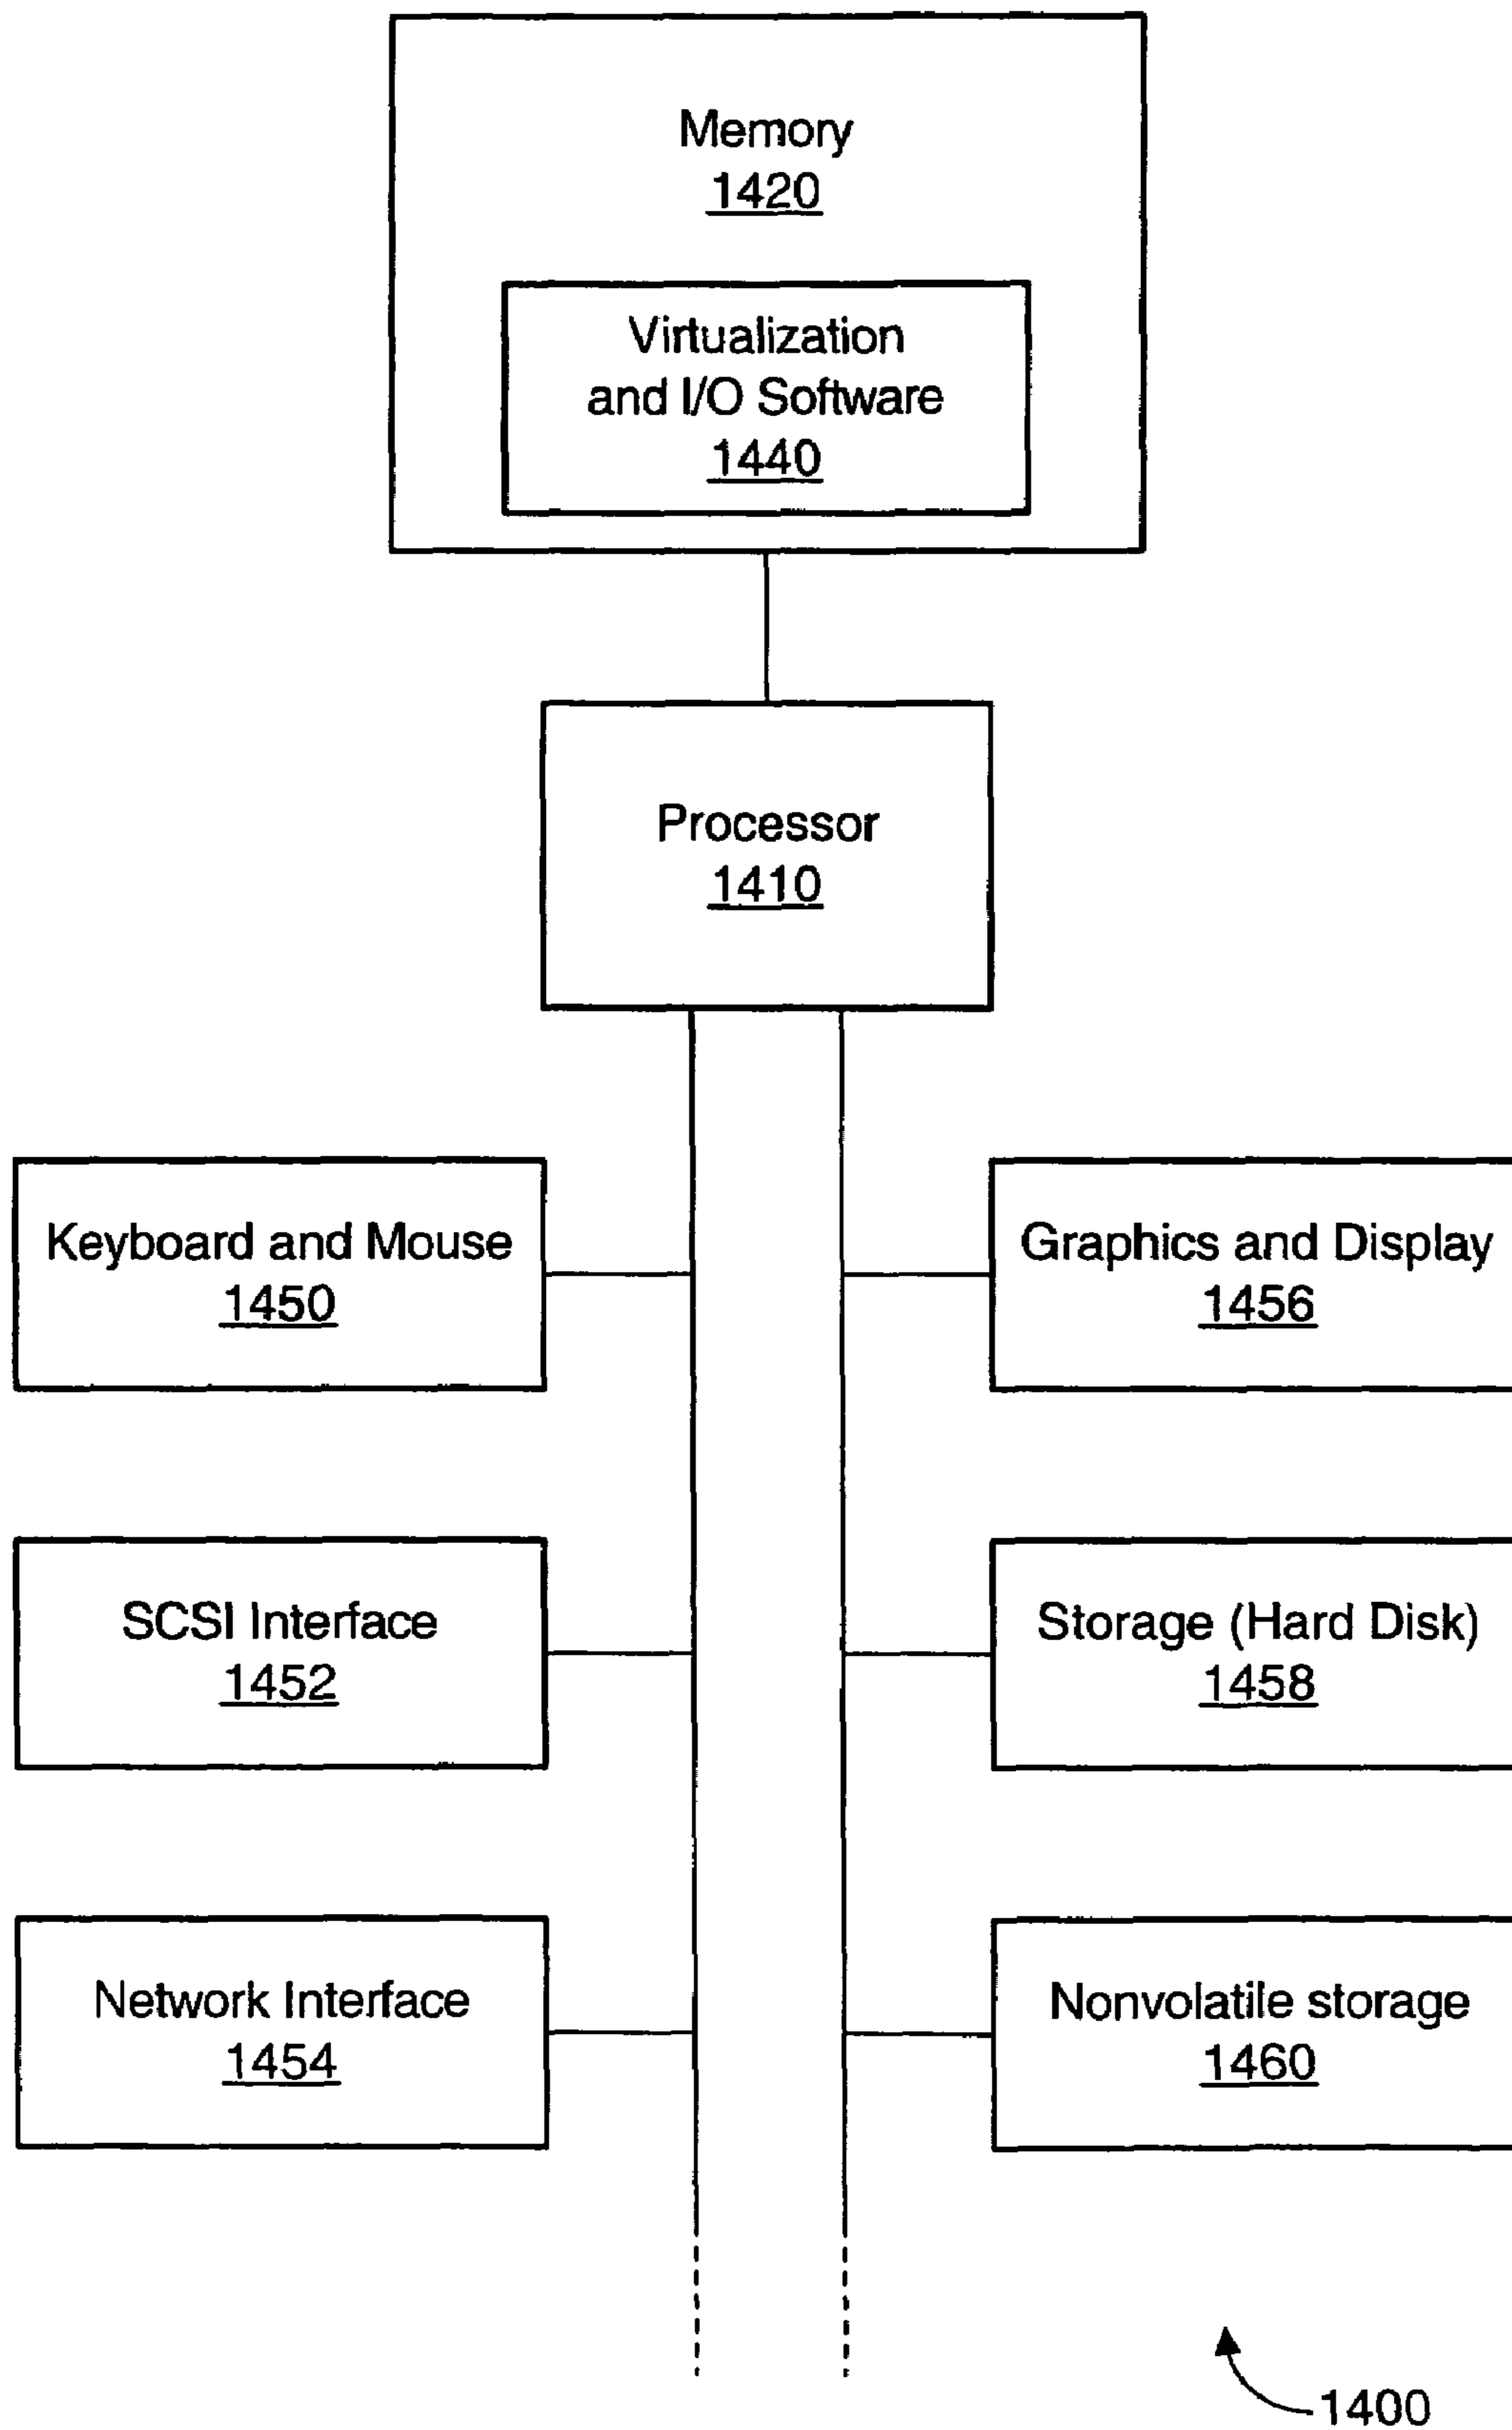 Memory
1420
Virtualization
and I/O Software
1440
Processor
1410
Keyboard and Mouse
1450
Graphics and Display
1456
SCSI Interface
1452
Storage (Hard Disk)
1458
Network Interface
1454
Nonvolatile storage
1460
1400